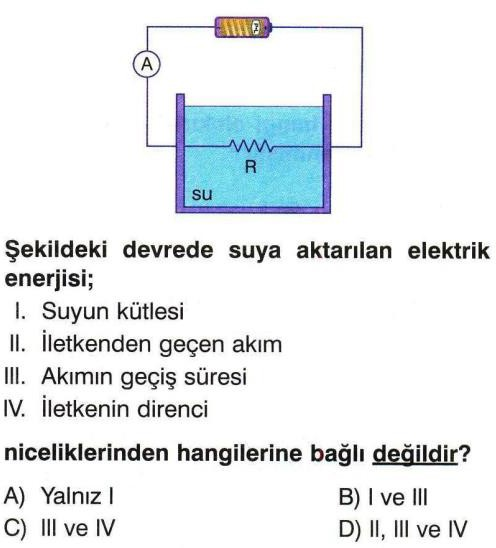 A
R
su
Şekildeki devrede suya aktarılan elektrik
enerjisi;
I. Suyun kütlesi
II. İletkenden geçen akım
III. Akımın geçiş süresi
IV. İletkenin direnci
niceliklerinden hangilerine bağlı değildir?
A) Yalnız I B) I ve III
C) III ve IV D) II, III ve IV